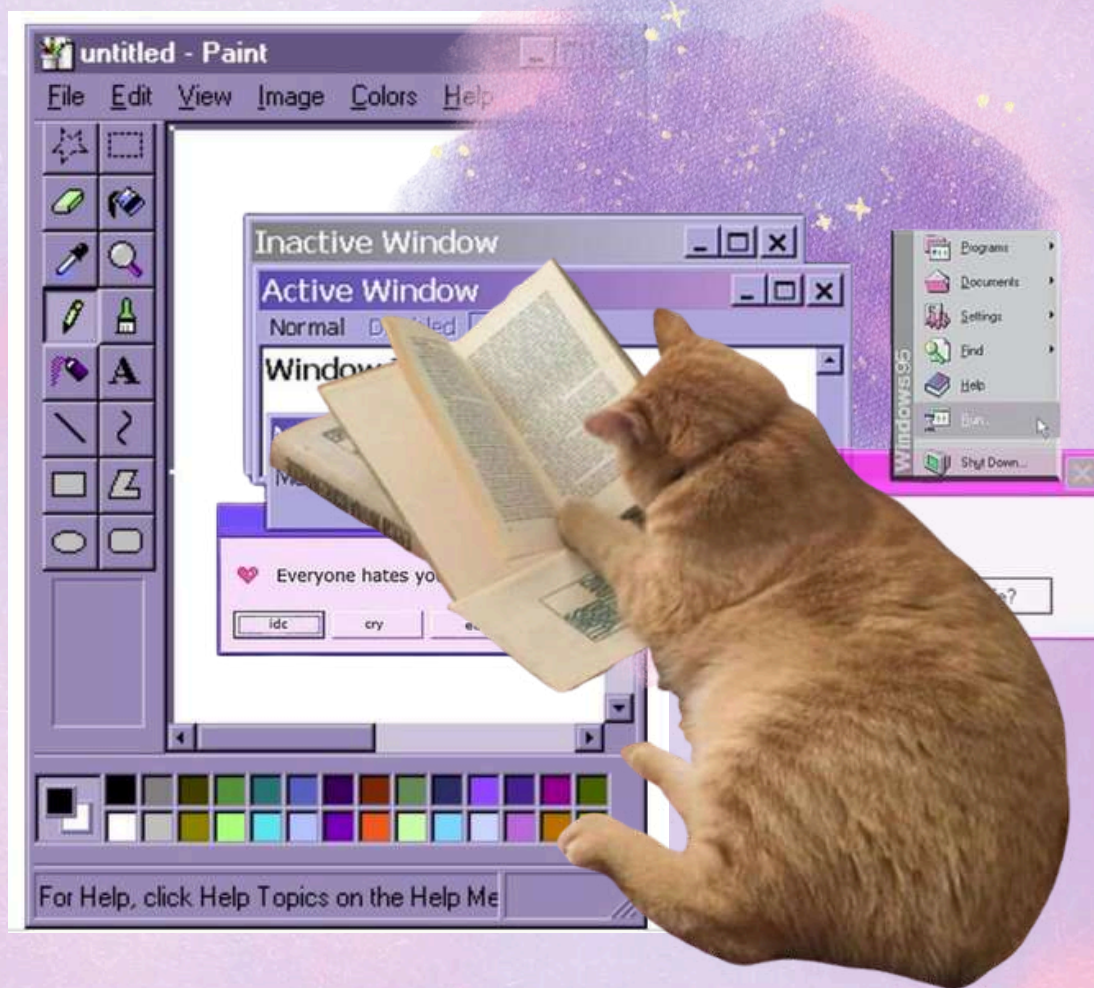 untitled - Paint
File Edit View Image Colors Help
Inactive Window
Active Window
Normal
Window
Everyone hates
idc cry
For Help, click Help Topics on the Help Me
Windows95
Programs
Documents
Settings
Find
Help
Run...
Shut Down...